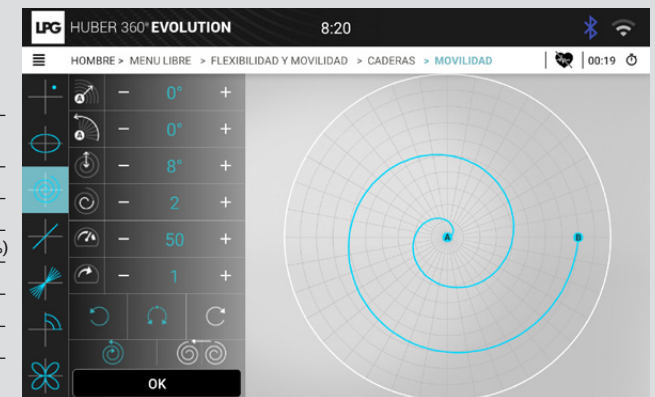 LPG HUBER 360° EVOLUTION 8:20
HOMBRE > MENU LIBRE > FLEXIBILIDAD Y MOVILIDAD > CADERAS > MOVILIDAD 00:19
A − 0° +
A − 0° +
− 8° +
− 2 +
%)
− 50 +
− 1 +
OK
A
B